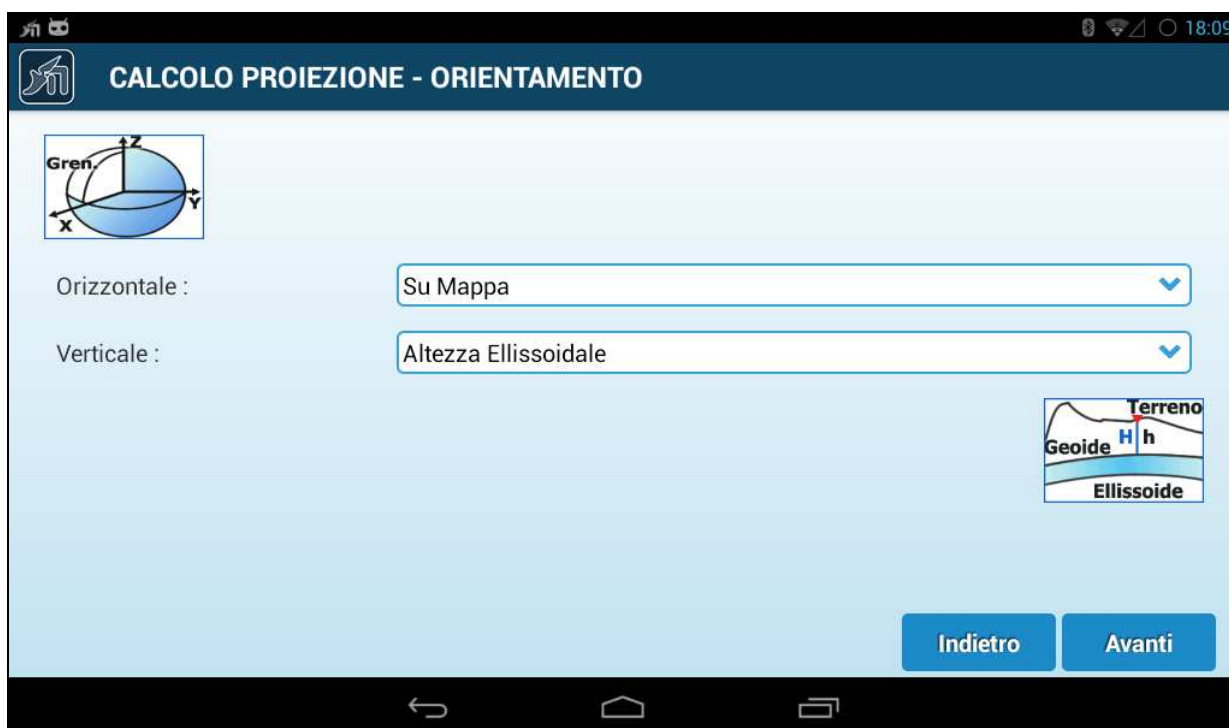 18:09
CALCOLO PROIEZIONE - ORIENTAMENTO
Z
Gren.
Y
X
Orizzontale :
Su Mappa
Verticale :
Altezza Ellissoidale
Terreno
H h
Geoide
Ellissoide
Indietro
Avanti